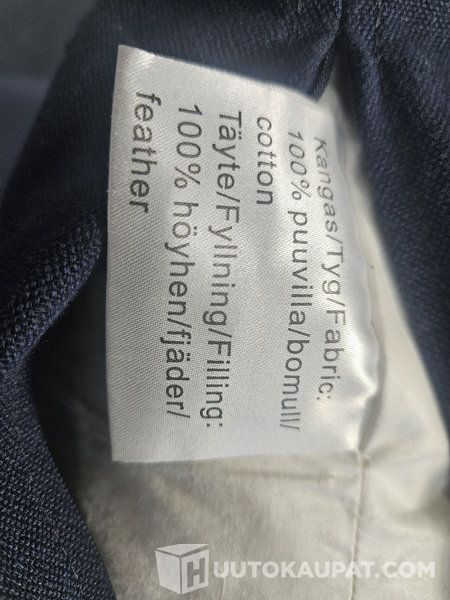 Kangas/Tyg/Fabric:
100% puuvilla/bomull/
cotton
Täyte/Fyllning/Filling:
100% höyhen/fjäder/
feather
HUUTOKAUPAT.COM